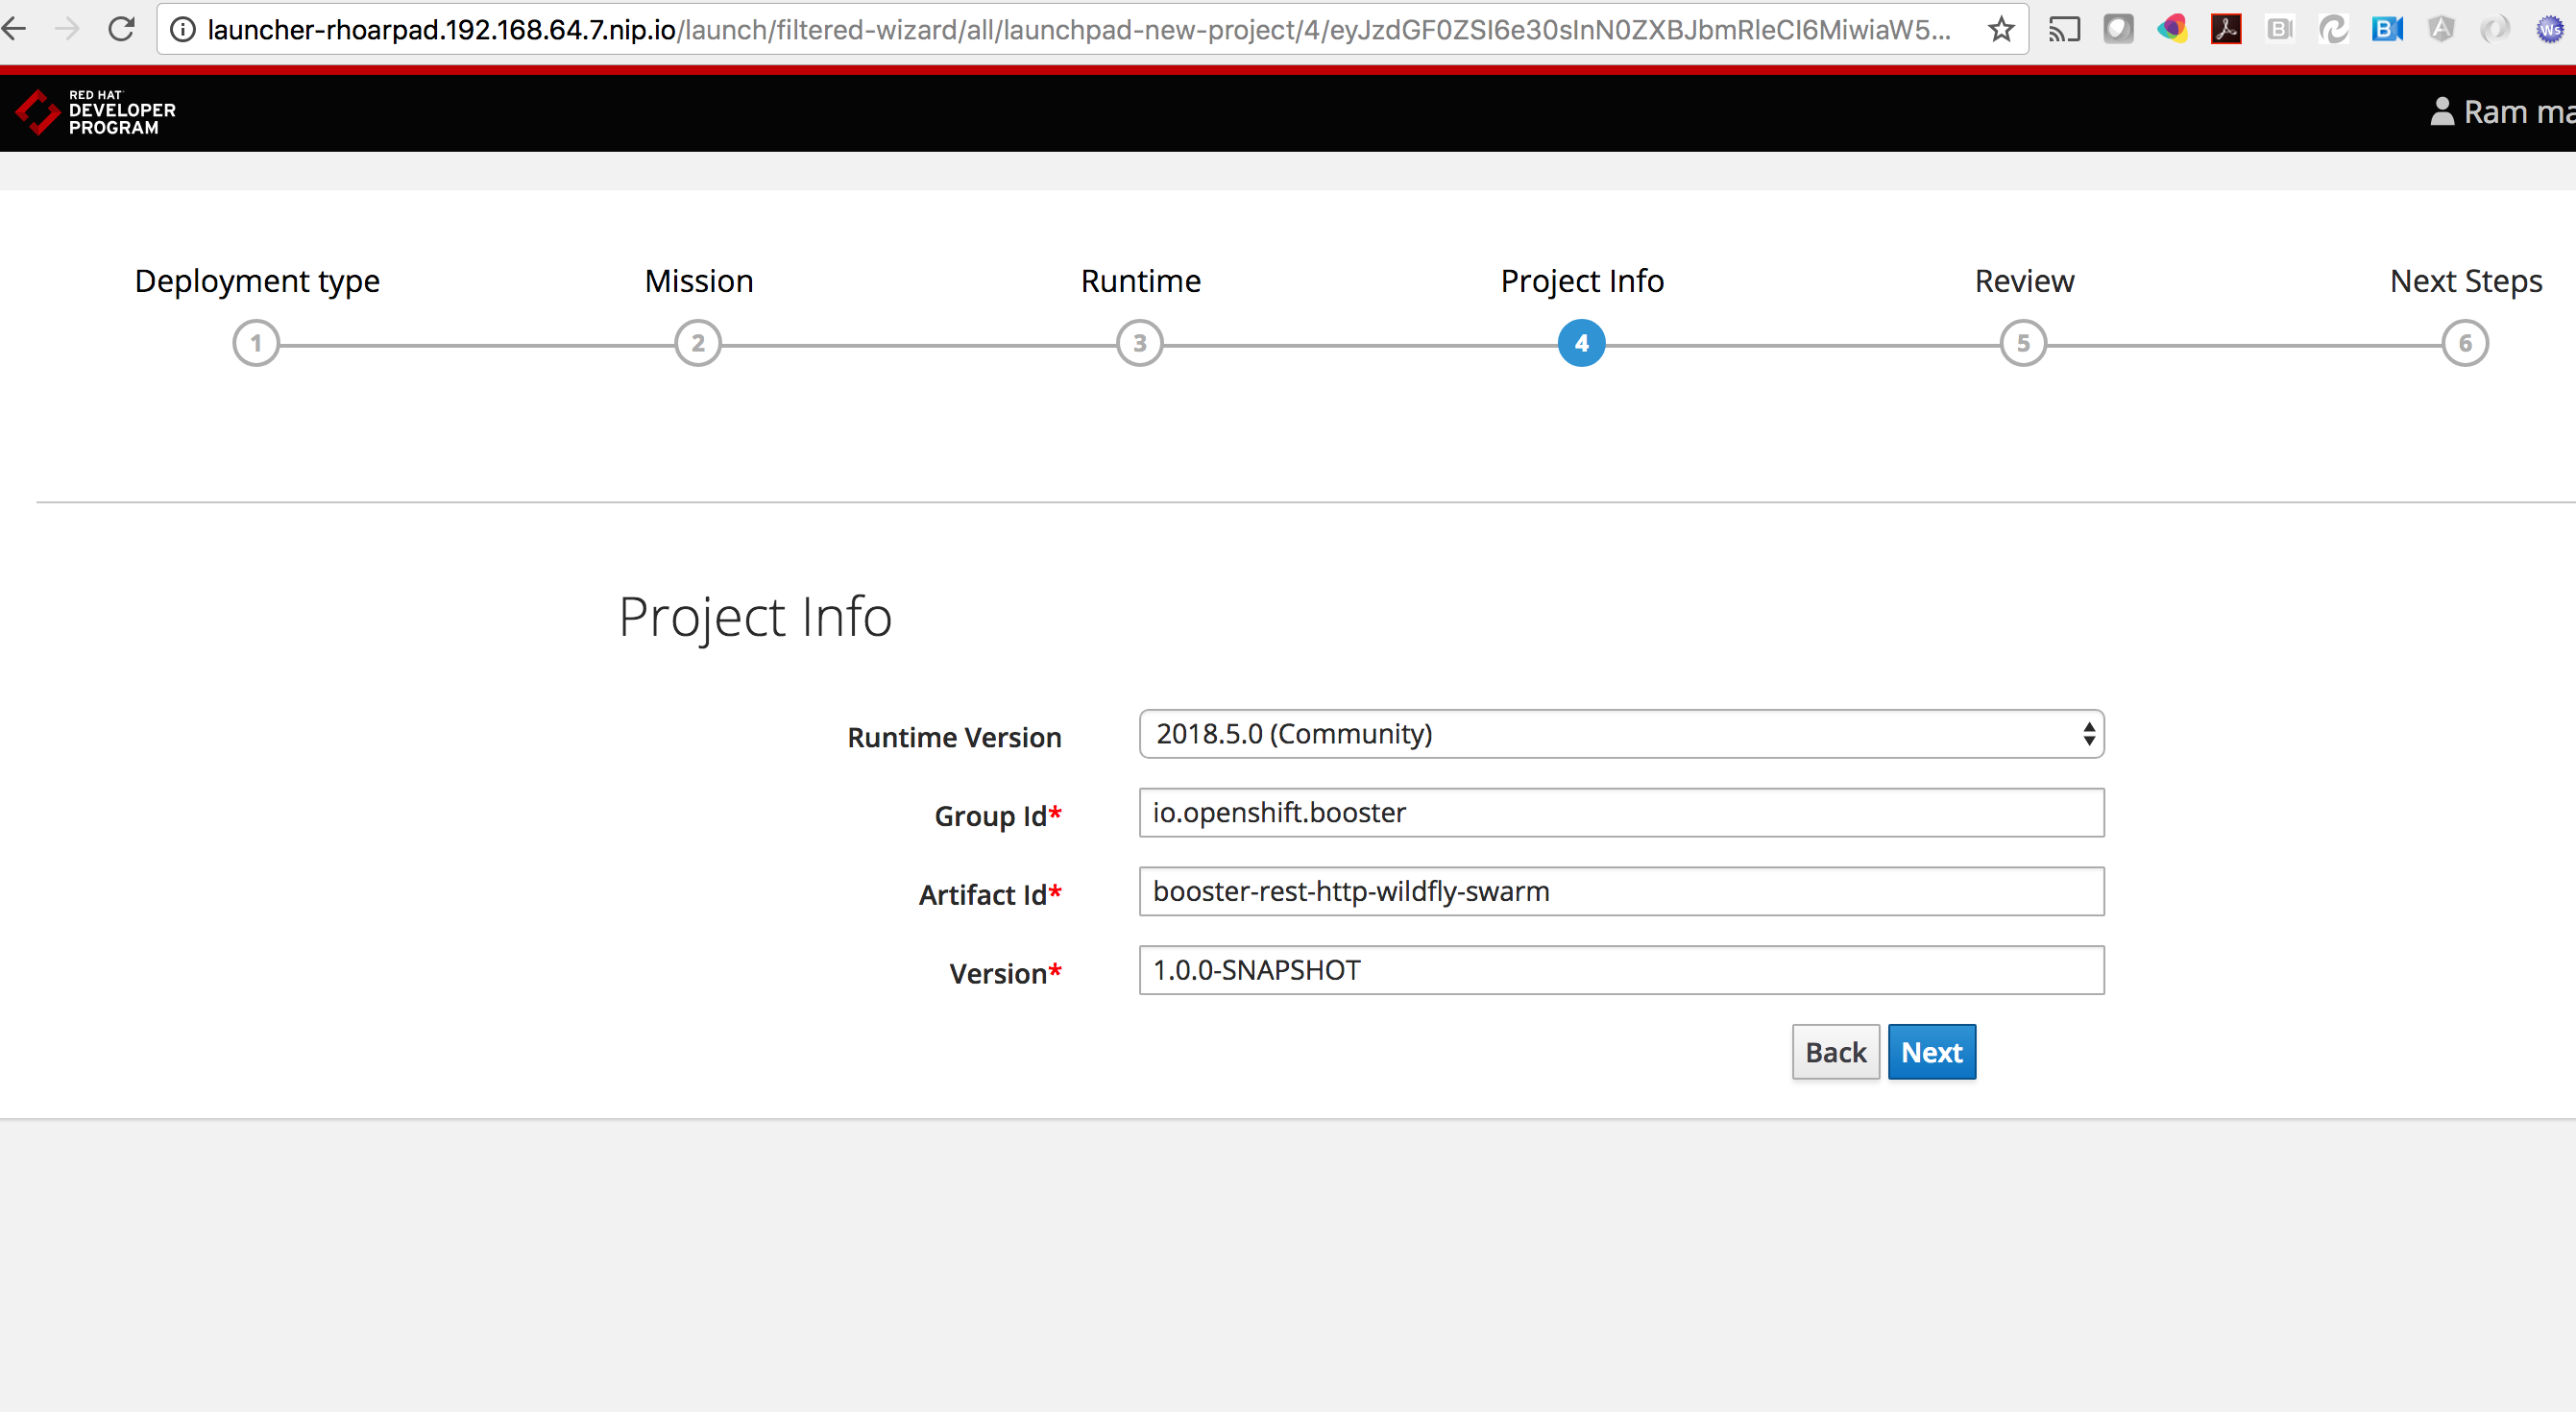 launcher-rhoarpad.192.168.64.7.nip.io/launch/filtered-wizard/all/launchpad-new-project/4/eyJzdGF0ZSI6e30sInN0ZXBJbmRleCI6MiwiaW5...
RED HAT
DEVELOPER
PROGRAM
Ram ma
Deployment type Mission Runtime Project Info Review Next Steps
1 2 3 4 5 6
Project Info
Runtime Version 2018.5.0 (Community)
Group Id* io.openshift.booster
Artifact Id* booster-rest-http-wildfly-swarm
Version* 1.0.0-SNAPSHOT
Back Next